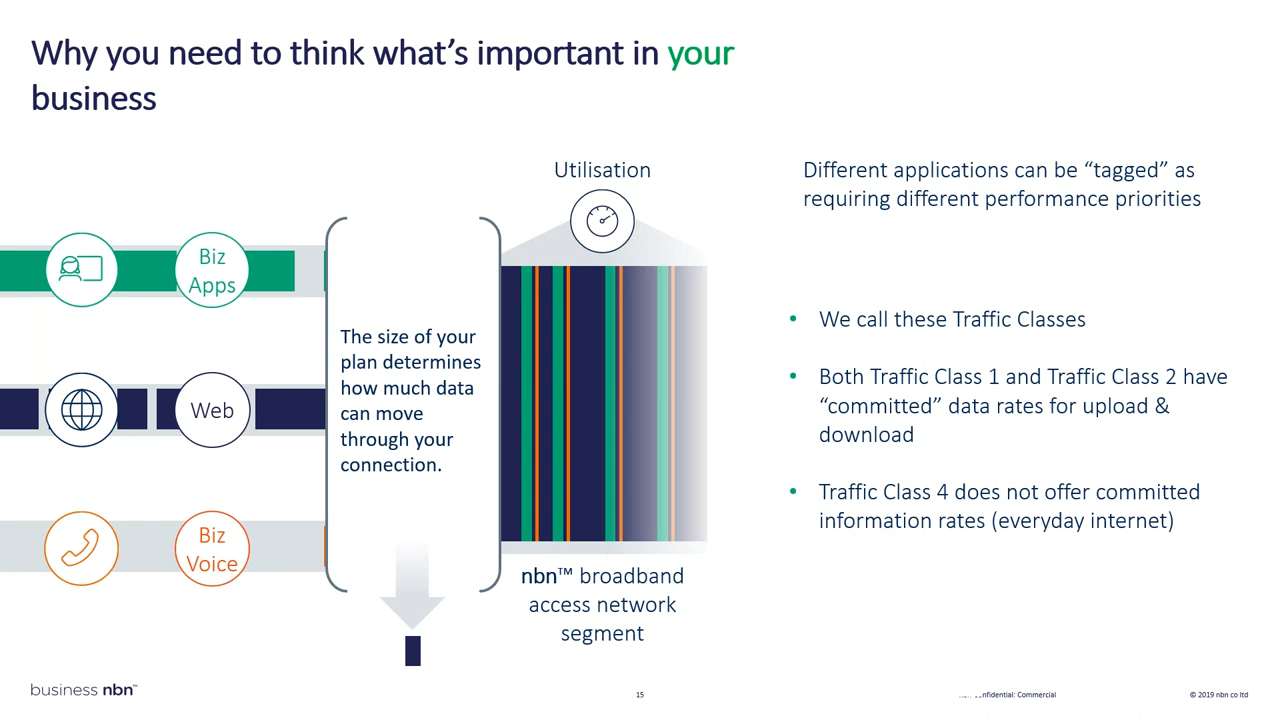 Why you need to think what's important in your
business
Utilisation
Different applications can be “tagged” as
requiring different performance priorities
Biz
Apps
The size of your
plan determines
how much data
can move
through your
connection.
We call these Traffic Classes
Both Traffic Class 1 and Traffic Class 2 have
“committed” data rates for upload &
download
Web
Traffic Class 4 does not offer committed
information rates (everyday internet)
Biz
Voice
nbn™ broadband
access network
segment
business nbn™
15
Commercial
© 2019 nbn co ltd